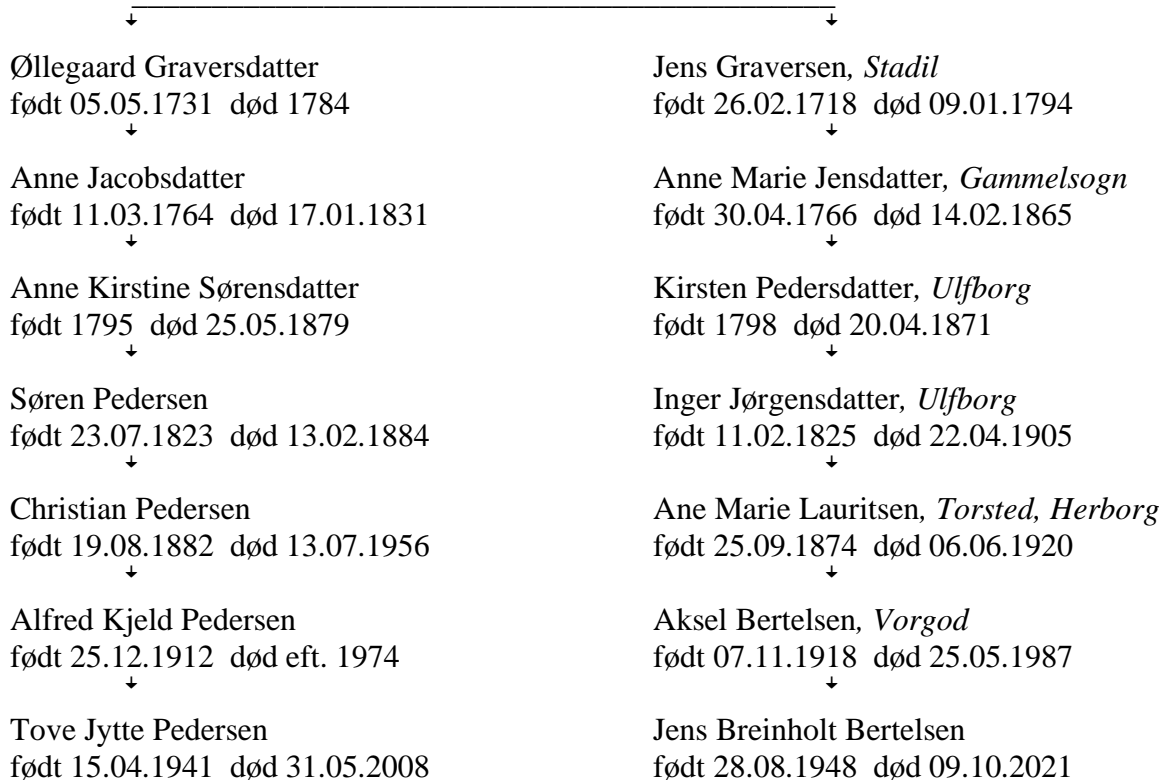 Øllegaard Graversdatter
født 05.05.1731 død 1784
Jens Graversen, Stadil
født 26.02.1718 død 09.01.1794
Anne Jacobsdatter
født 11.03.1764 død 17.01.1831
Anne Marie Jensdatter, Gammelsogn
født 30.04.1766 død 14.02.1865
Anne Kirstine Sørensdatter
født 1795 død 25.05.1879
Kirsten Pedersdatter, Ulfborg
født 1798 død 20.04.1871
Søren Pedersen
født 23.07.1823 død 13.02.1884
Inger Jørgensdatter, Ulfborg
født 11.02.1825 død 22.04.1905
Christian Pedersen
født 19.08.1882 død 13.07.1956
Ane Marie Lauritsen, Torsted, Herborg
født 25.09.1874 død 06.06.1920
Alfred Kjeld Pedersen
født 25.12.1912 død eft. 1974
Aksel Bertelsen, Vorgod
født 07.11.1918 død 25.05.1987
Tove Jytte Pedersen
født 15.04.1941 død 31.05.2008
Jens Breinholt Bertelsen
født 28.08.1948 død 09.10.2021